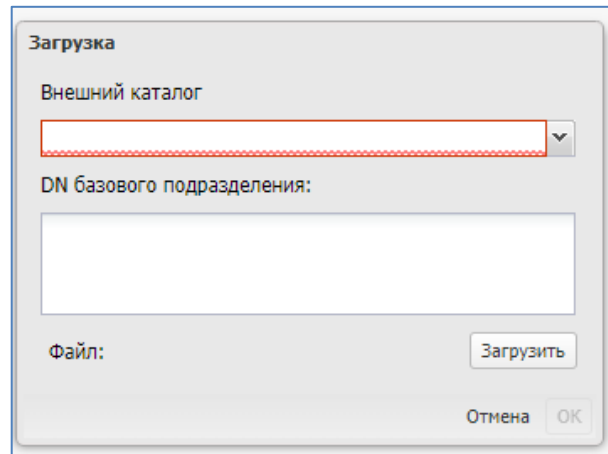 Загрузка
Внешний каталог
DN базового подразделения:
Файл: Загрузить
Отмена OK